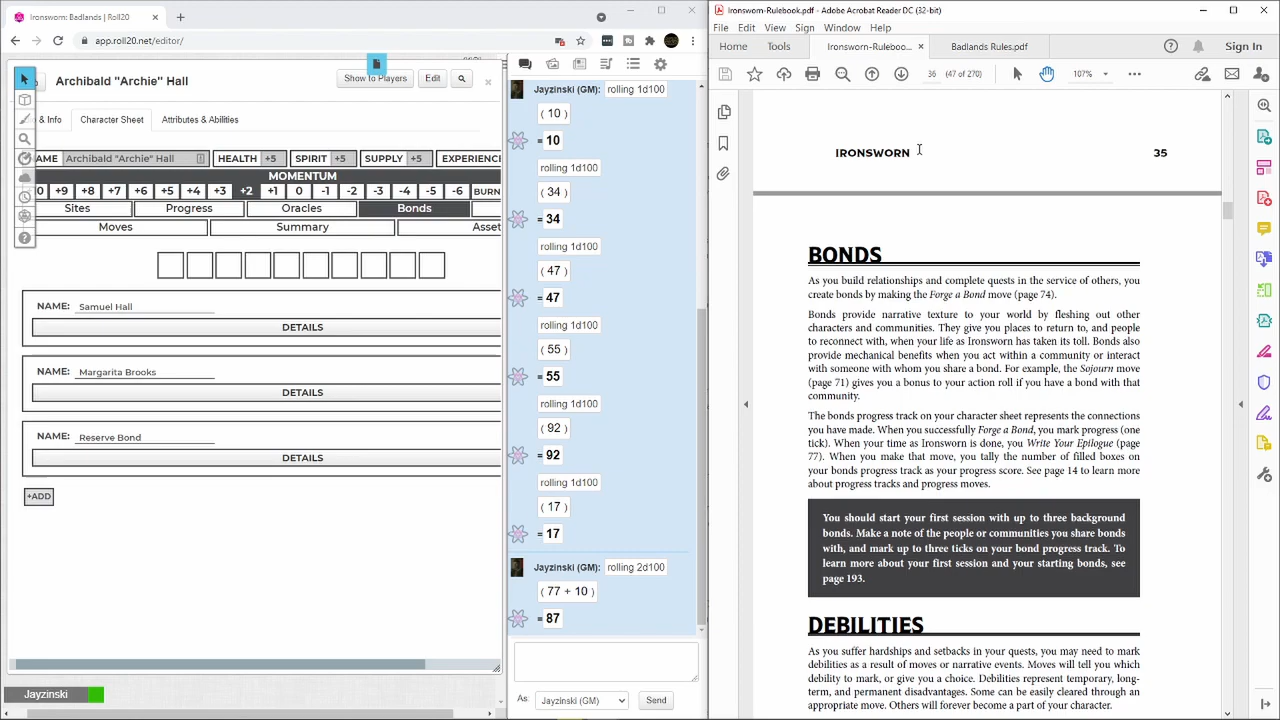 Ironsworn: Badlands | Roll20
app.roll20.net/editor/
Archibald "Archie" Hall
Show to Players
Edit
& Info
Character Sheet
Attributes & Abilities
AME
Archibald "Archie" Hall
HEALTH +5
SPIRIT +5
SUPPLY +5
EXPERIENC
MOMENTUM
0 +9 +8 +7 +6 +5 +4 +3 +2 +1 0 -1 -2 -3 -4 -5 -6 BURN
Sites
Progress
Oracles
Bonds
Moves
Summary
Asset
NAME: Samuel Hall
DETAILS
NAME: Margarita Brooks
DETAILS
NAME: Reserve Bond
DETAILS
+ADD
Jayzinski
Jayzinski (GM): rolling 1d100
( 10 )
= 10
rolling 1d100
( 34 )
= 34
rolling 1d100
( 47 )
= 47
rolling 1d100
( 55 )
= 55
rolling 1d100
( 92 )
= 92
rolling 1d100
( 17 )
= 17
Jayzinski (GM): rolling 2d100
( 77 + 10 )
= 87
As: Jayzinski (GM)
Send
Ironsworn-Rulebook.pdf - Adobe Acrobat Reader DC (32-bit)
File Edit View Sign Window Help
Home
Tools
Ironsworn-Ruleboo...
Badlands Rules.pdf
Sign In
36 (47 of 270)
107%
IRONSWORN
35
BONDS
As you build relationships and complete quests in the service of others, you
create bonds by making the Forge a Bond move (page 74).
Bonds provide narrative texture to your world by fleshing out other
characters and communities. They give you places to return to, and people
to reconnect with, when your life as Ironsworn has taken its toll. Bonds also
provide mechanical benefits when you act within a community or interact
with someone with whom you share a bond. For example, the Sojourn move
(page 71) gives you a bonus to your action roll if you have a bond with that
community.
The bonds progress track on your character sheet represents the connections
you have made. When you successfully Forge a Bond, you mark progress (one
tick). When your time as Ironsworn is done, you Write Your Epilogue (page
77). When you make that move, you tally the number of filled boxes on
your bonds progress track as your progress score. See page 14 to learn more
about progress tracks and progress moves.
You should start your first session with up to three background
bonds. Make a note of the people or communities you share bonds
with, and mark up to three ticks on your bond progress track. To
learn more about your first session and your starting bonds, see
page 193.
DEBILITIES
As you suffer hardships and setbacks in your quests, you may need to mark
debilities as a result of moves or narrative events. Moves will tell you which
debility to mark, or give you a choice. Debilities represent temporary, long-
term, and permanent disadvantages. Some can be easily cleared through an
appropriate move. Others will forever become a part of your character.